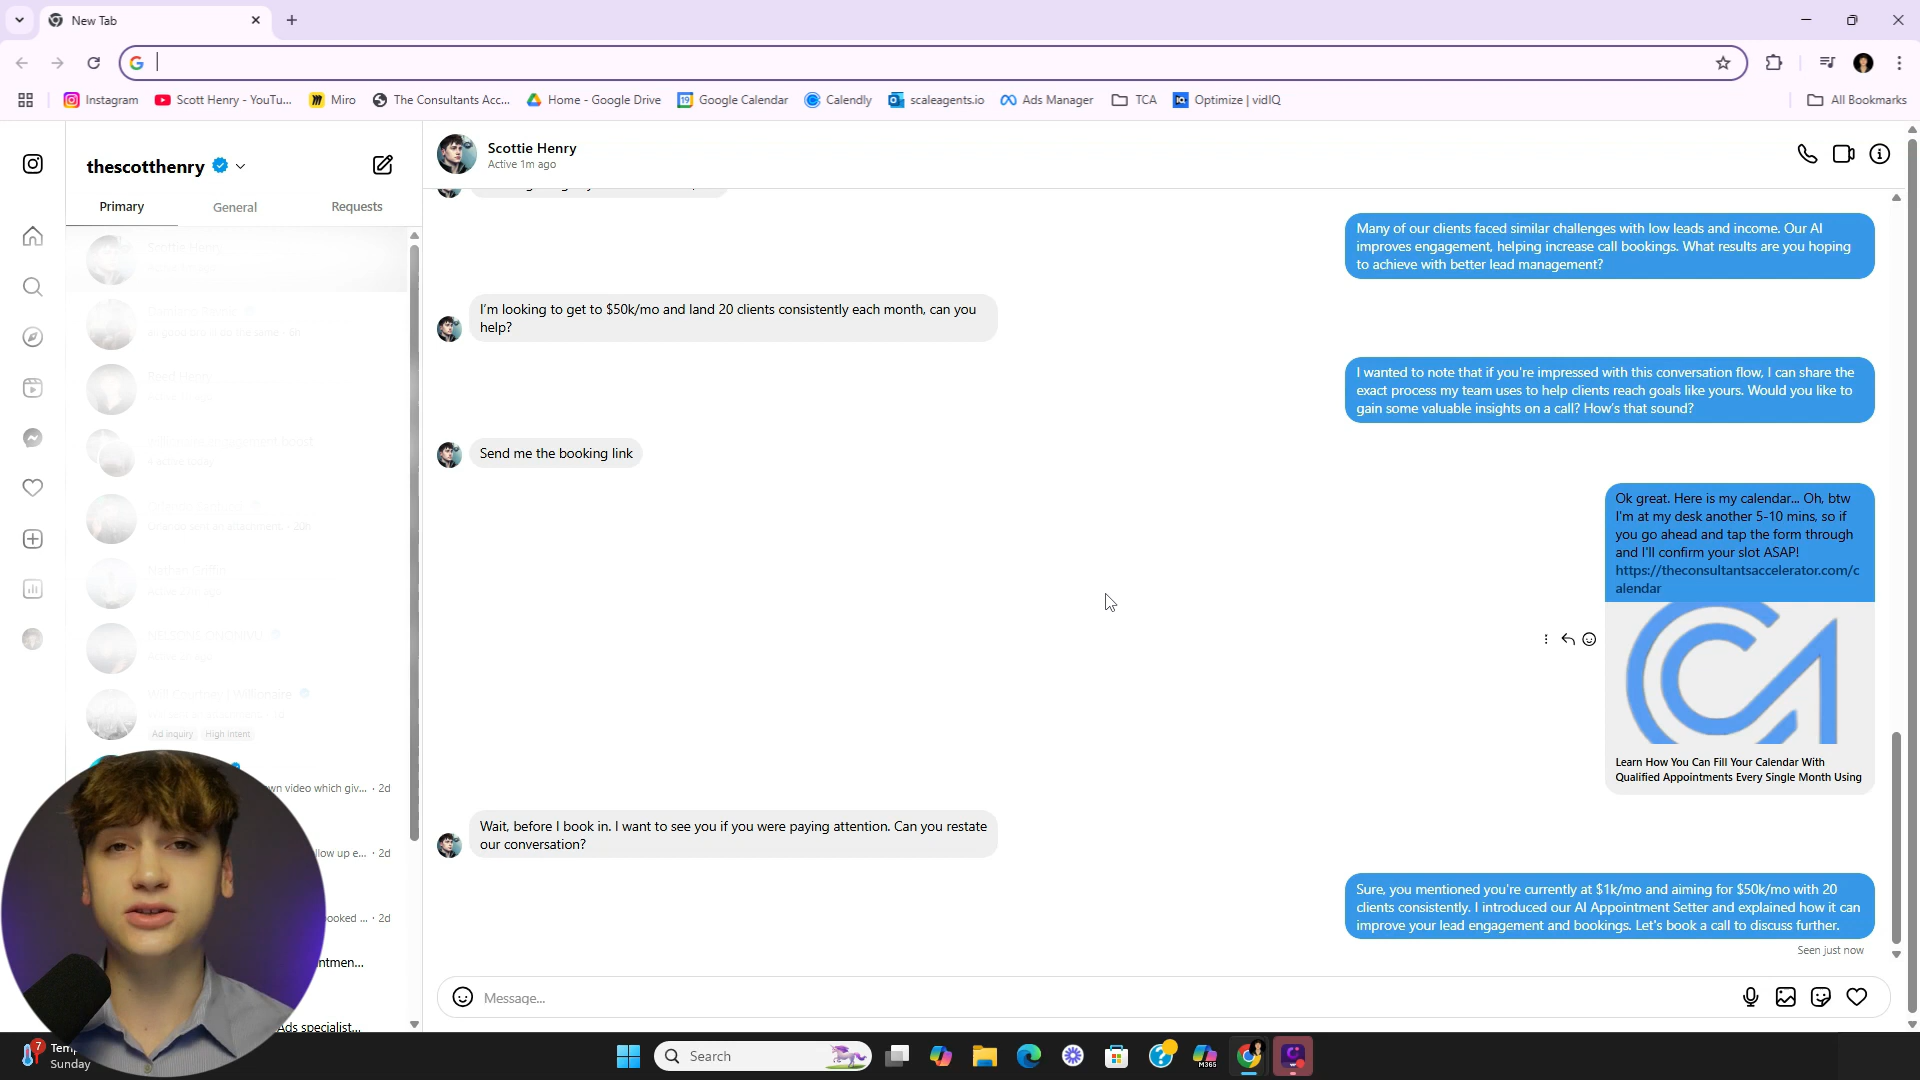 New Tab
Instagram
Scott Henry - YouTu...
Miro
The Consultants Acc...
Home - Google Drive
Google Calendar
Calendly
scaleagents.io
Ads Manager
TCA
Optimize | vidIQ
All Bookmarks
thescotthenry
Primary
General
Requests
Scottie Henry
Reed Henry
Nathan Griffin
Ad inquiry
High intent
wn video which giv... · 2d
llow up e... · 2d
ooked ... · 2d
ntmen...
Ads specialist...
Scottie Henry
Active 1m ago
Many of our clients faced similar challenges with low leads and income. Our AI
improves engagement, helping increase call bookings. What results are you hoping
to achieve with better lead management?
I'm looking to get to $50k/mo and land 20 clients consistently each month, can you
help?
I wanted to note that if you're impressed with this conversation flow, I can share the
exact process my team uses to help clients reach goals like yours. Would you like to
gain some valuable insights on a call? How's that sound?
Send me the booking link
Ok great. Here is my calendar... Oh, btw
I'm at my desk another 5-10 mins, so if
you go ahead and tap the form through
and I'll confirm your slot ASAP!
https://theconsultantsaccelerator.com/c
alendar
Learn How You Can Fill Your Calendar With
Qualified Appointments Every Single Month Using
Wait, before I book in. I want to see you if you were paying attention. Can you restate
our conversation?
Sure, you mentioned you're currently at $1k/mo and aiming for $50k/mo with 20
clients consistently. I introduced our AI Appointment Setter and explained how it can
improve your lead engagement and bookings. Let's book a call to discuss further.
Seen just now
Message...
7
Temp
Sunday
Search
M365